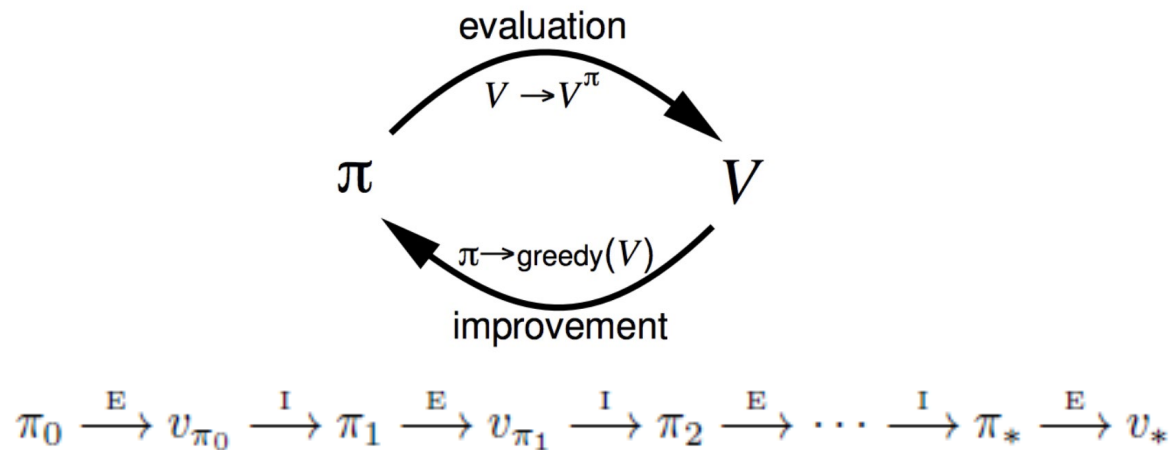 evaluation
V → V^π
π V
π→greedy(V)
improvement
π₀ —E→ v_π₀ —I→ π₁ —E→ v_π₁ —I→ π₂ —E→ ⋯ —I→ π_* —E→ v_*